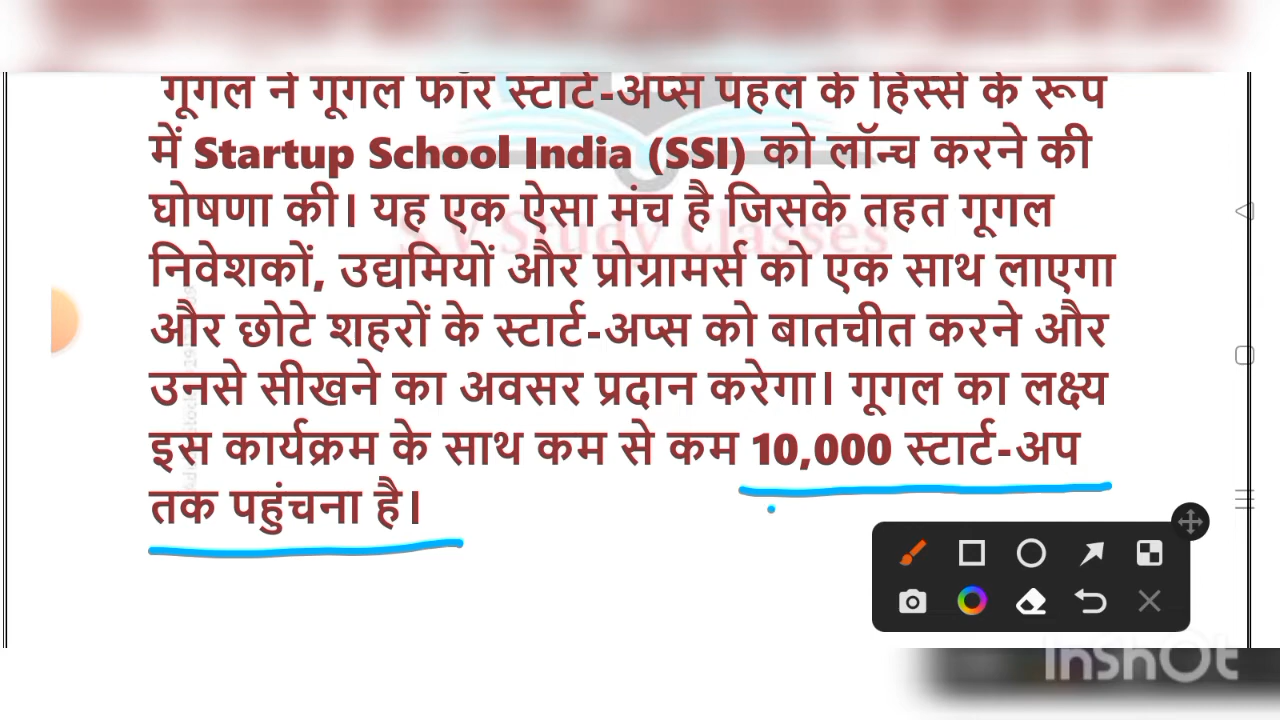 गूगल ने गूगल फॉर स्टार्ट-अप्स पहल के हिस्से के रूप
में Startup School India (SSI) को लॉन्च करने की
घोषणा की। यह एक ऐसा मंच है जिसके तहत गूगल
निवेशकों, उद्यमियों और प्रोग्रामर्स को एक साथ लाएगा
और छोटे शहरों के स्टार्ट-अप्स को बातचीत करने और
उनसे सीखने का अवसर प्रदान करेगा। गूगल का लक्ष्य
इस कार्यक्रम के साथ कम से कम 10,000 स्टार्ट-अप
तक पहुंचना है।
S.V Study Classes
InShOt